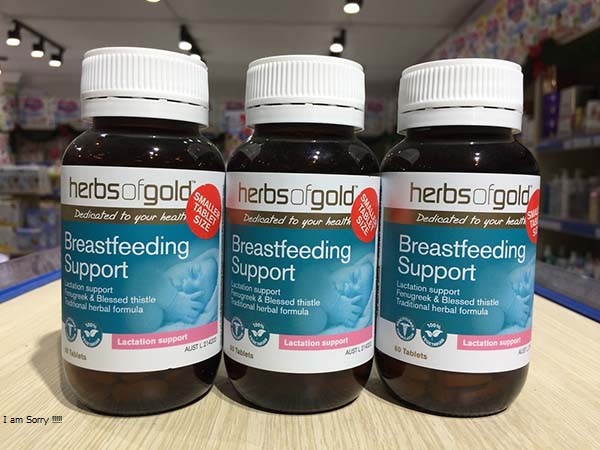 herbsofgold
Dedicated to your health
SMALLER
TABLET
SIZE
Breastfeeding
Support
Lactation support
Fenugreek & Blessed thistle
Traditional herbal formula
100%
Lactation support
60 Tablets
herbsofgold
Dedicated to your health
SMALLER
TABLET
SIZE
Breastfeeding
Support
Lactation support
Fenugreek & Blessed thistle
Traditional herbal formula
100%
Lactation support
60 Tablets
herbsofgold
Dedicated to your health
Breastfeeding
Support
Lactation support
Fenugreek & Blessed thistle
Traditional herbal formula
100%
Lactation support
60 Tablets
I am Sorry !!!!!